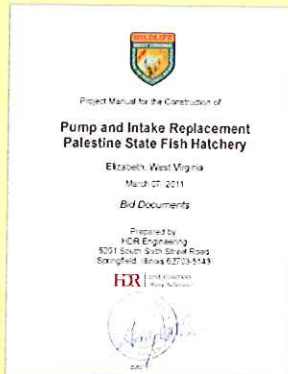 WILDLIFE
Project Manual for the Construction of
Pump and Intake Replacement
Palestine State Fish Hatchery
Elizabeth, West Virginia
March 07, 2011
Bid Documents
Prepared by
HDR Engineering
5201 South Sixth Street Road
Springfield, Illinois 62703-5143
HDR